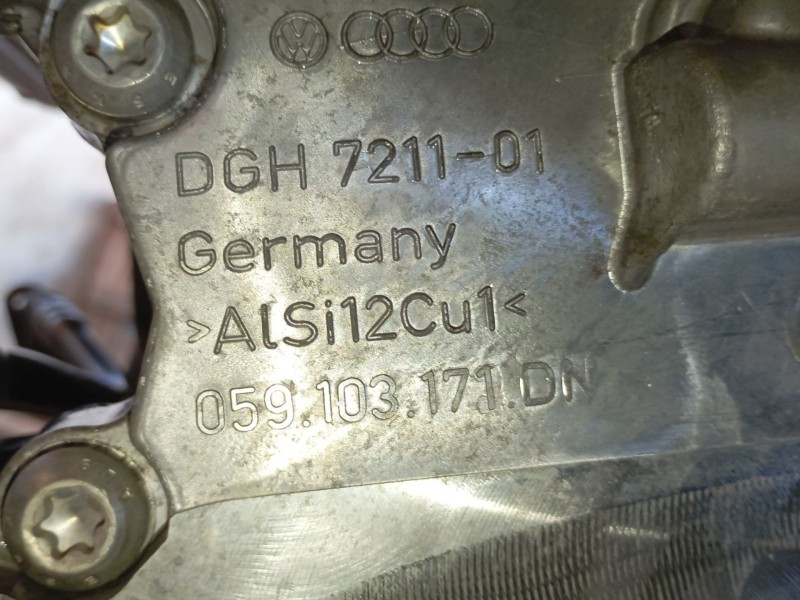 DGH 7211-01
Germany
>AlSi12Cu1<
059.103.171.DN